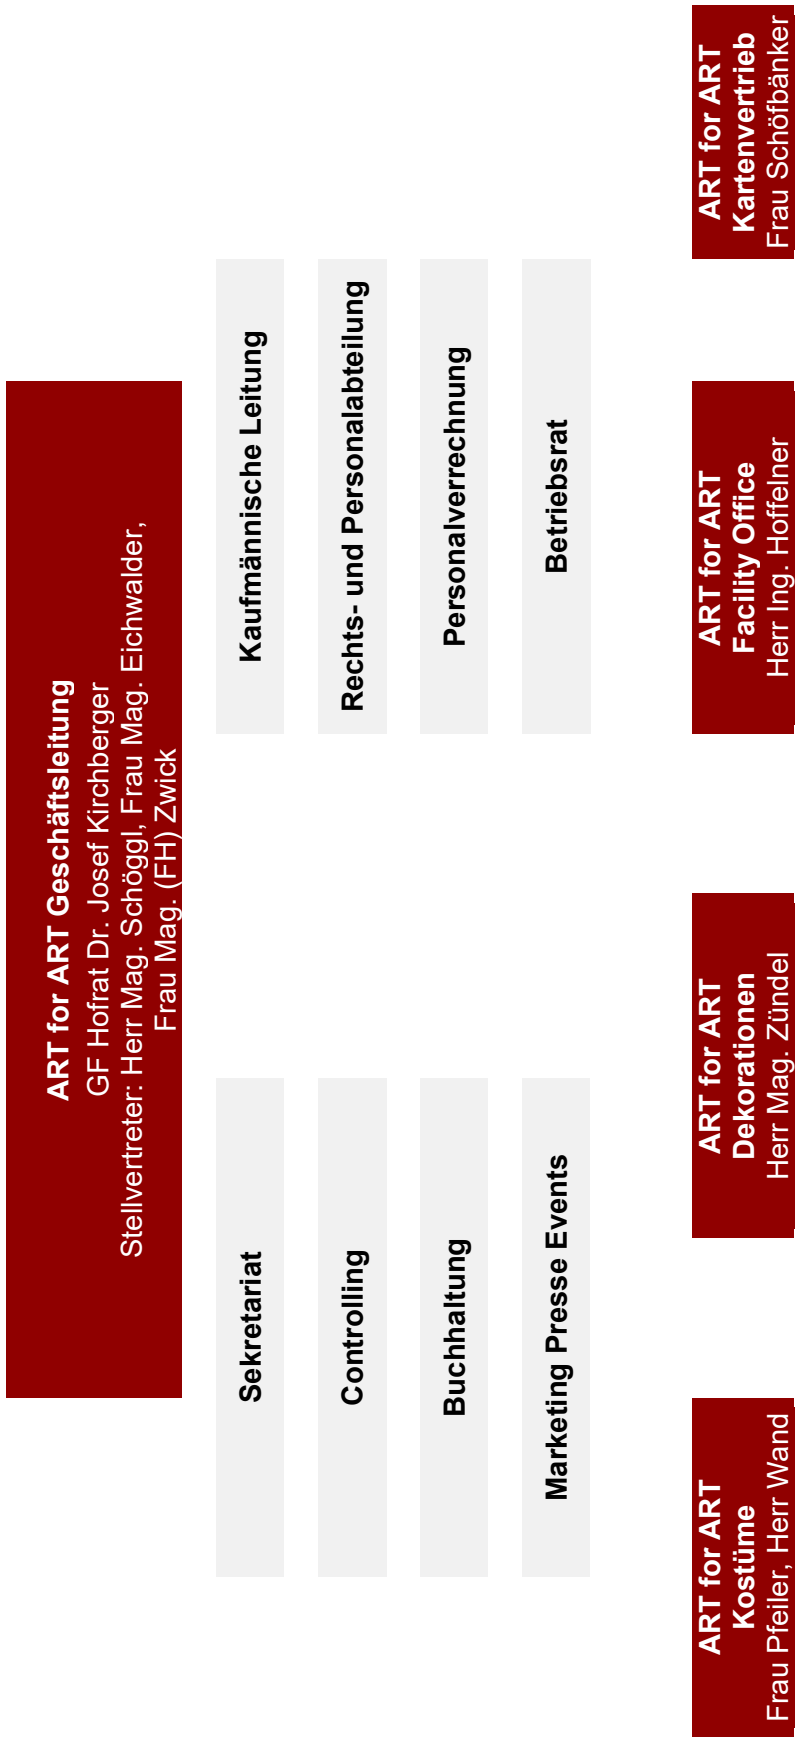 ART for ART Geschäftsleitung
GF Hofrat Dr. Josef Kirchberger
Stellvertreter: Herr Mag. Schöggl, Frau Mag. Eichwalder,
Frau Mag. (FH) Zwick
Sekretariat
Kaufmännische Leitung
Controlling
Rechts- und Personalabteilung
Buchhaltung
Personalverrechnung
Marketing Presse Events
Betriebsrat
ART for ART
Kostüme
Frau Pfeiler, Herr Wand
ART for ART
Dekorationen
Herr Mag. Zündel
ART for ART
Facility Office
Herr Ing. Hoffelner
ART for ART
Kartenvertrieb
Frau Schöfbänker